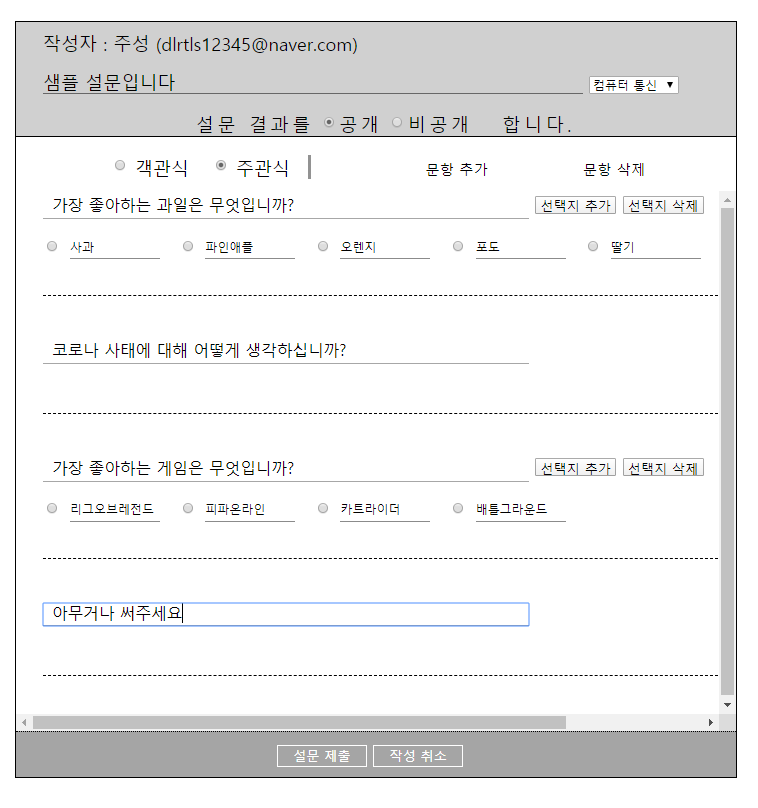 작성자 : 주성 (dlrtls12345@naver.com)
샘플 설문입니다 컴퓨터 통신
설문 결과를 공개 비공개 합니다.
객관식 주관식 문항 추가 문항 삭제
가장 좋아하는 과일은 무엇입니까? 선택지 추가 선택지 삭제
사과 파인애플 오렌지 포도 딸기
코로나 사태에 대해 어떻게 생각하십니까?
가장 좋아하는 게임은 무엇입니까? 선택지 추가 선택지 삭제
리그오브레전드 피파온라인 카트라이더 배틀그라운드
아무거나 써주세요
설문 제출 작성 취소